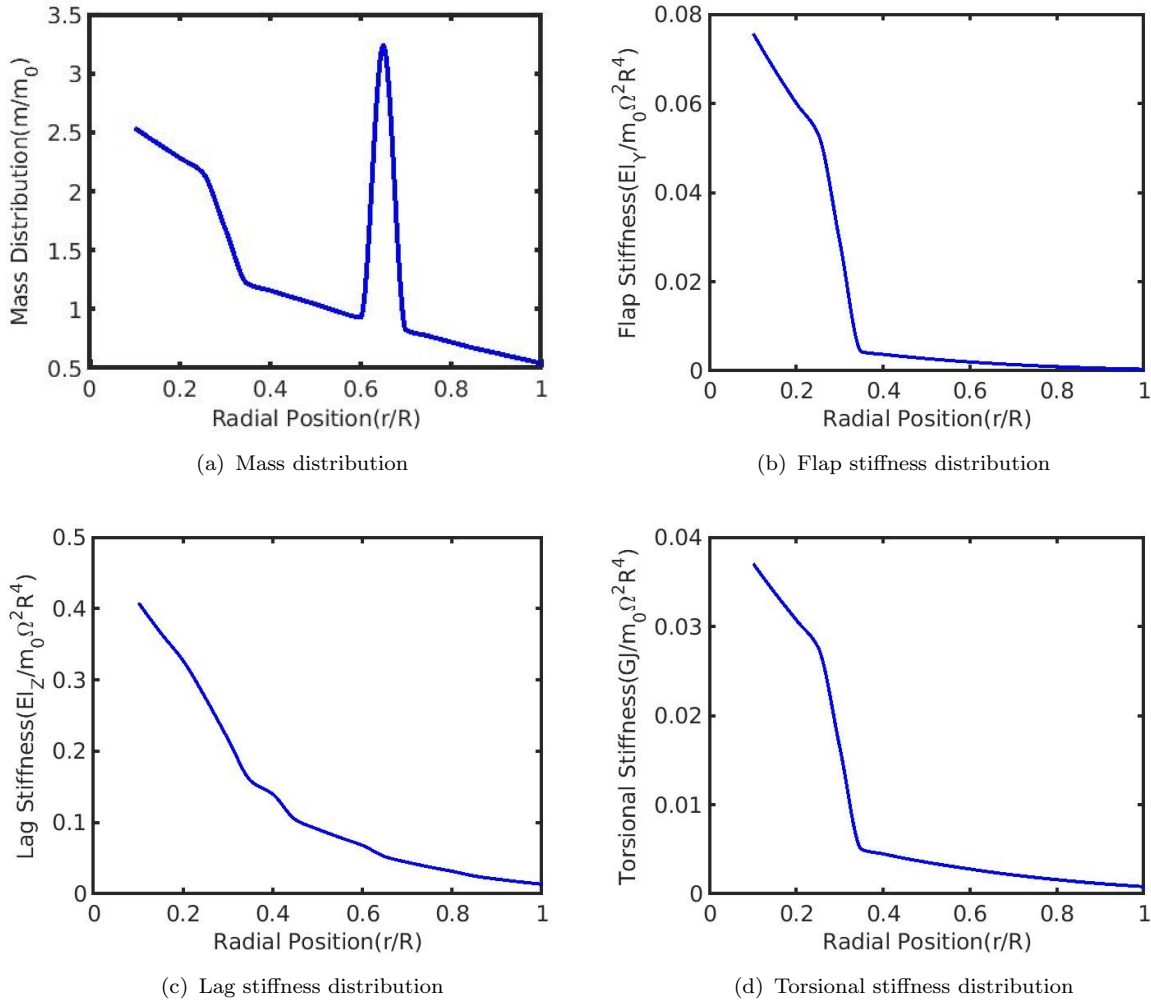 3.5
3
2.5
2
1.5
1
0.5
Mass Distribution(m/m₀)
0 0.2 0.4 0.6 0.8 1
Radial Position(r/R)
(a) Mass distribution
0.08
0.06
0.04
0.02
0
Flap Stiffness(EI_Y/m₀Ω²R⁴)
0 0.2 0.4 0.6 0.8 1
Radial Position(r/R)
(b) Flap stiffness distribution
0.5
0.4
0.3
0.2
0.1
0
Lag Stiffness(EI_Z/m₀Ω²R⁴)
0 0.2 0.4 0.6 0.8 1
Radial Position(r/R)
(c) Lag stiffness distribution
0.04
0.03
0.02
0.01
0
Torsional Stiffness(GJ/m₀Ω²R⁴)
0 0.2 0.4 0.6 0.8 1
Radial Position(r/R)
(d) Torsional stiffness distribution